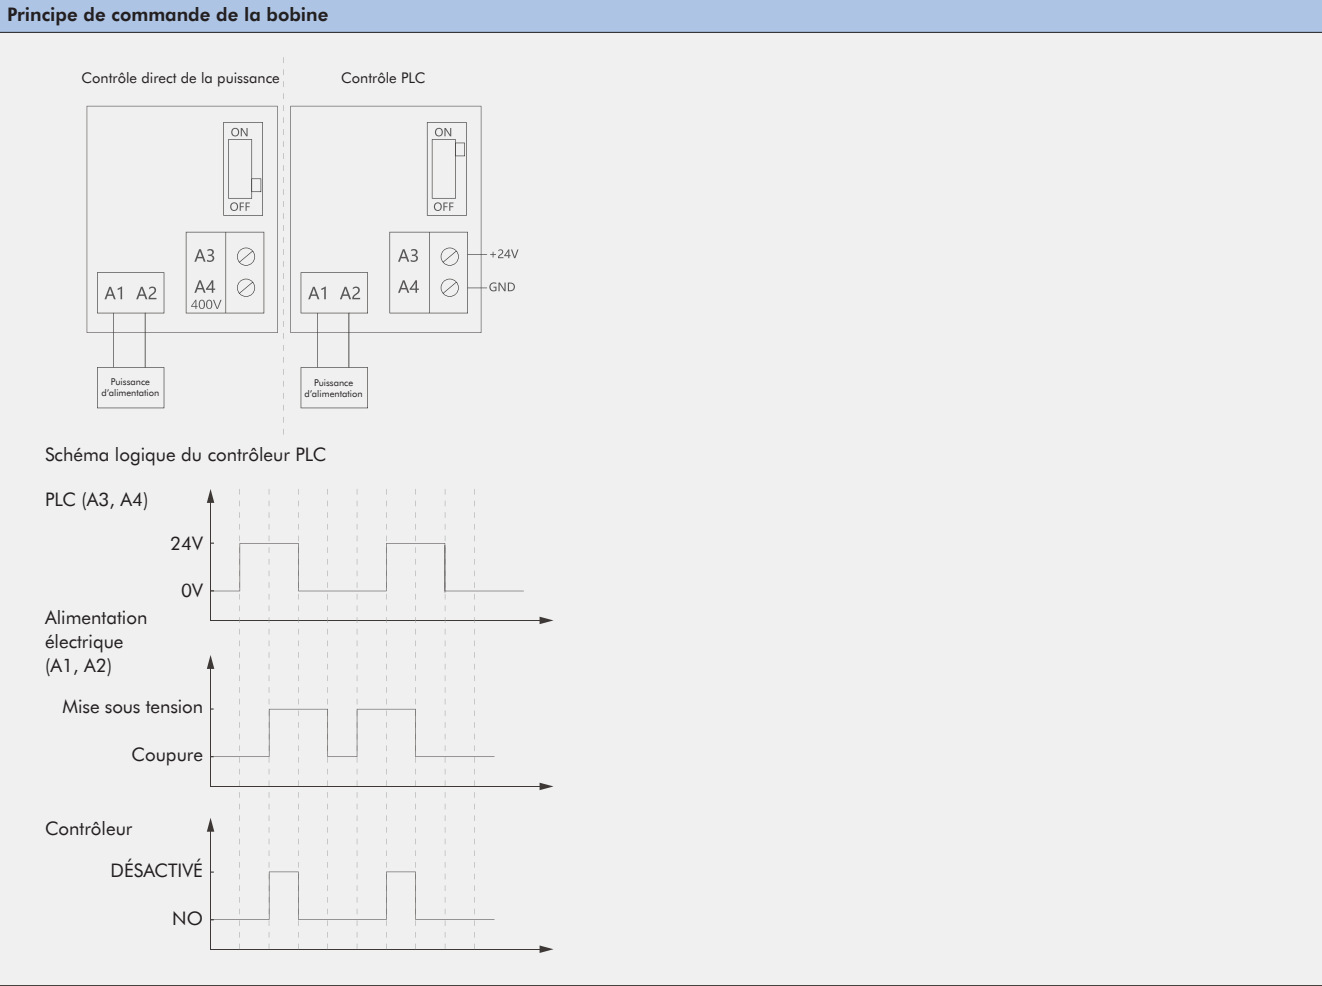 Principe de commande de la bobine
Contrôle direct de la puissance
Contrôle PLC
ON
OFF
A3
A4
400V
A1 A2
Puissance
d'alimentation
ON
OFF
A3
A4
+24V
GND
A1 A2
Puissance
d'alimentation
Schéma logique du contrôleur PLC
PLC (A3, A4)
24V
0V
Alimentation
électrique
(A1, A2)
Mise sous tension
Coupure
Contrôleur
DÉSACTIVÉ
NO